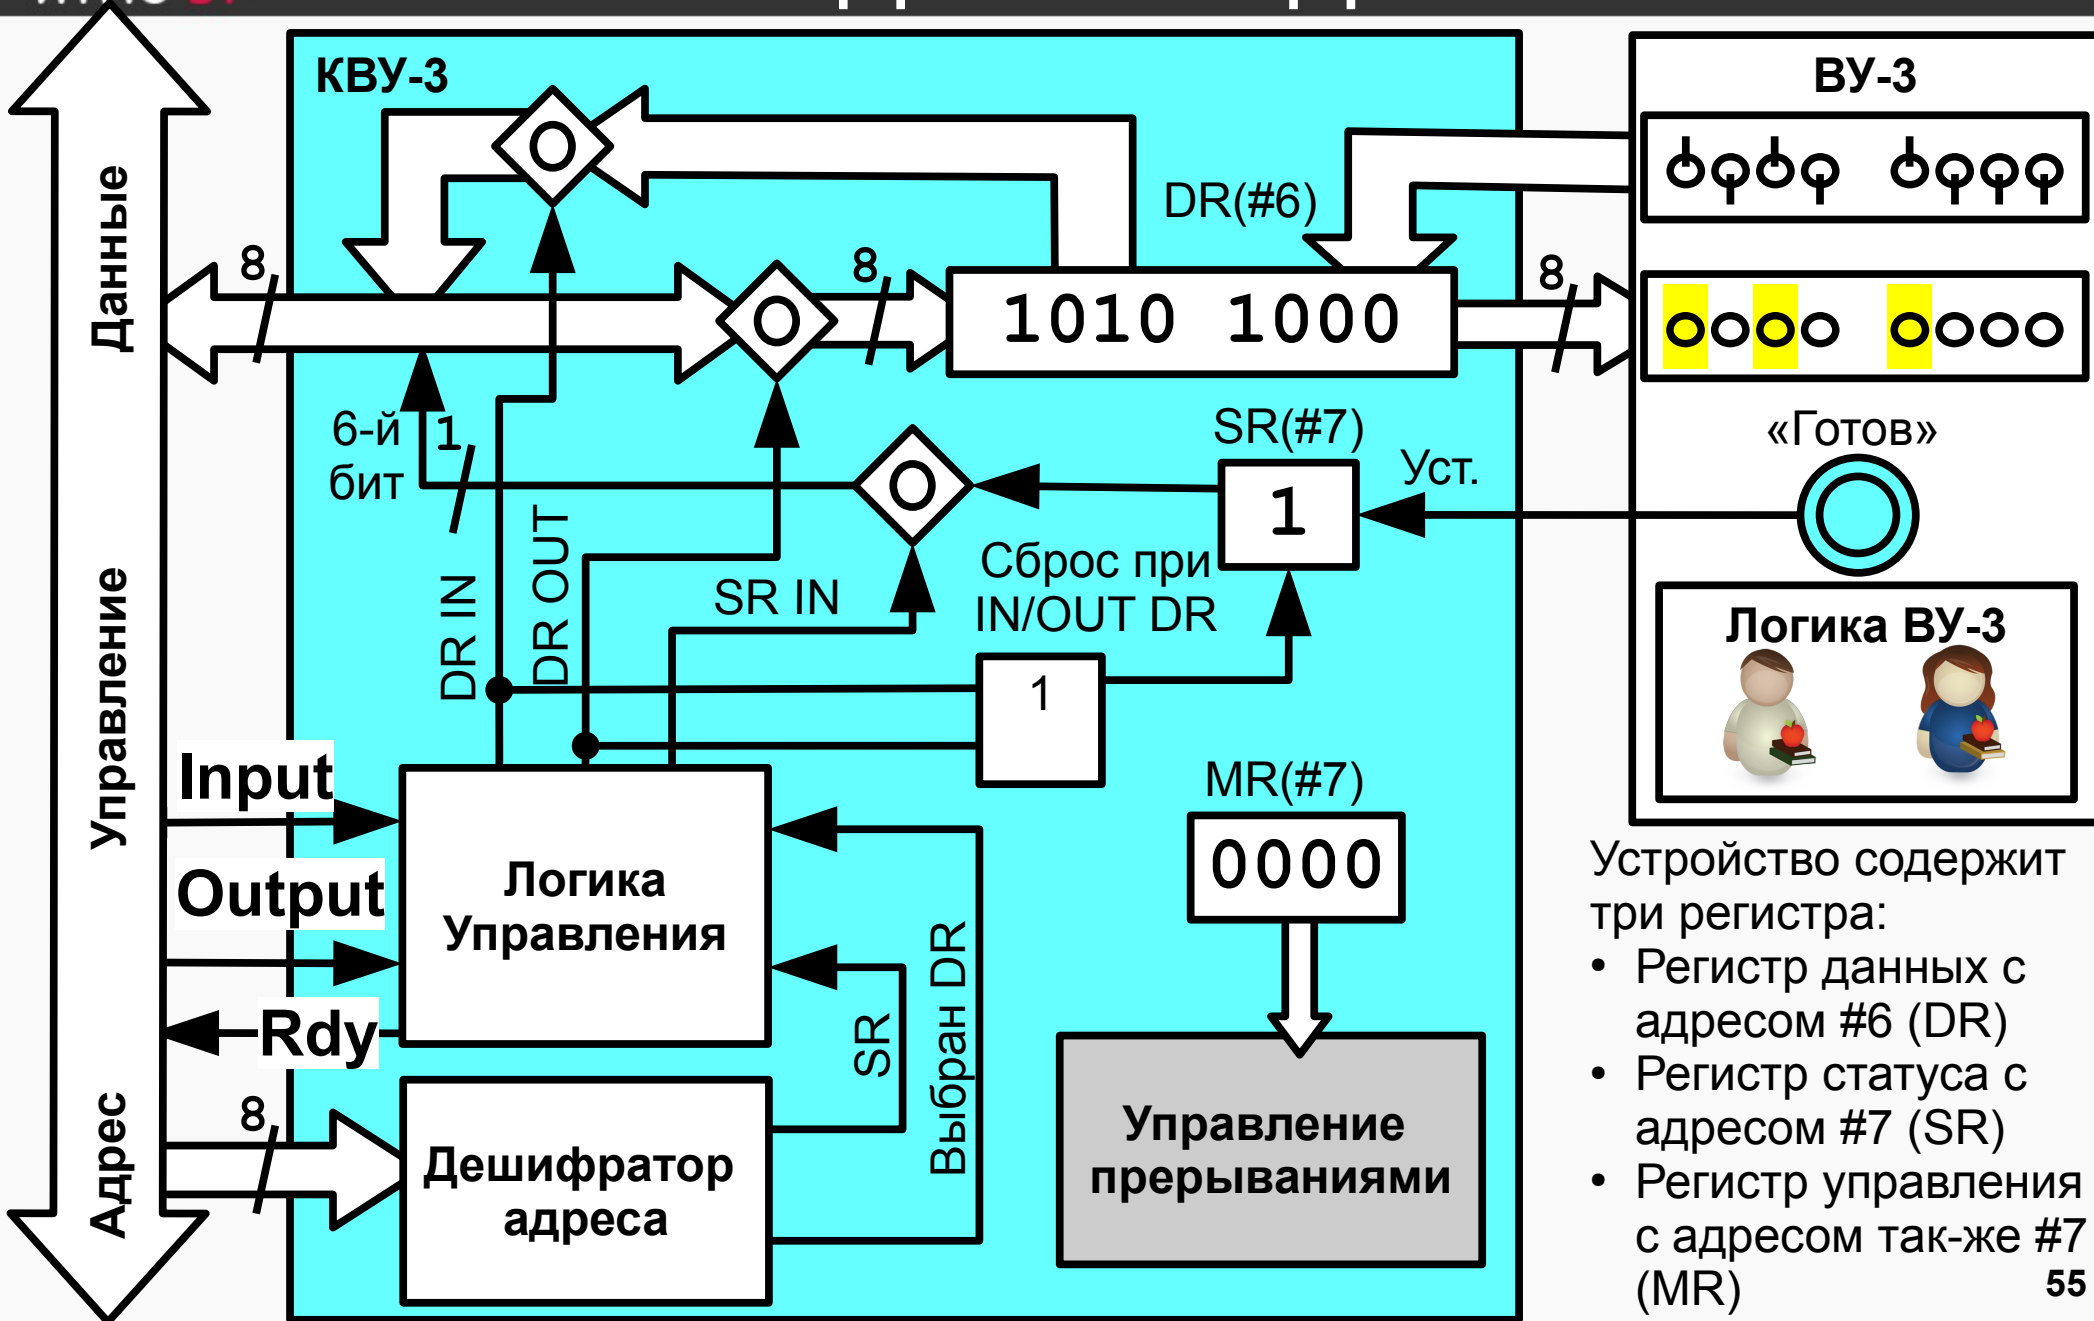 КВУ-3
ВУ-3
Данные
Управление
Адрес
8
8
DR(#6)
8
1010 1000
6-й
бит
1
DR IN
DR OUT
SR IN
SR(#7)
1
Уст.
«Готов»
Сброс при
IN/OUT DR
1
Логика ВУ-3
Input
Output
Rdy
Логика
Управления
MR(#7)
0000
SR
Выбран DR
8
Дешифратор
адреса
Управление
прерываниями
Устройство содержит
три регистра:
• Регистр данных с
адресом #6 (DR)
• Регистр статуса с
адресом #7 (SR)
• Регистр управления
с адресом так-же #7
(MR)
55